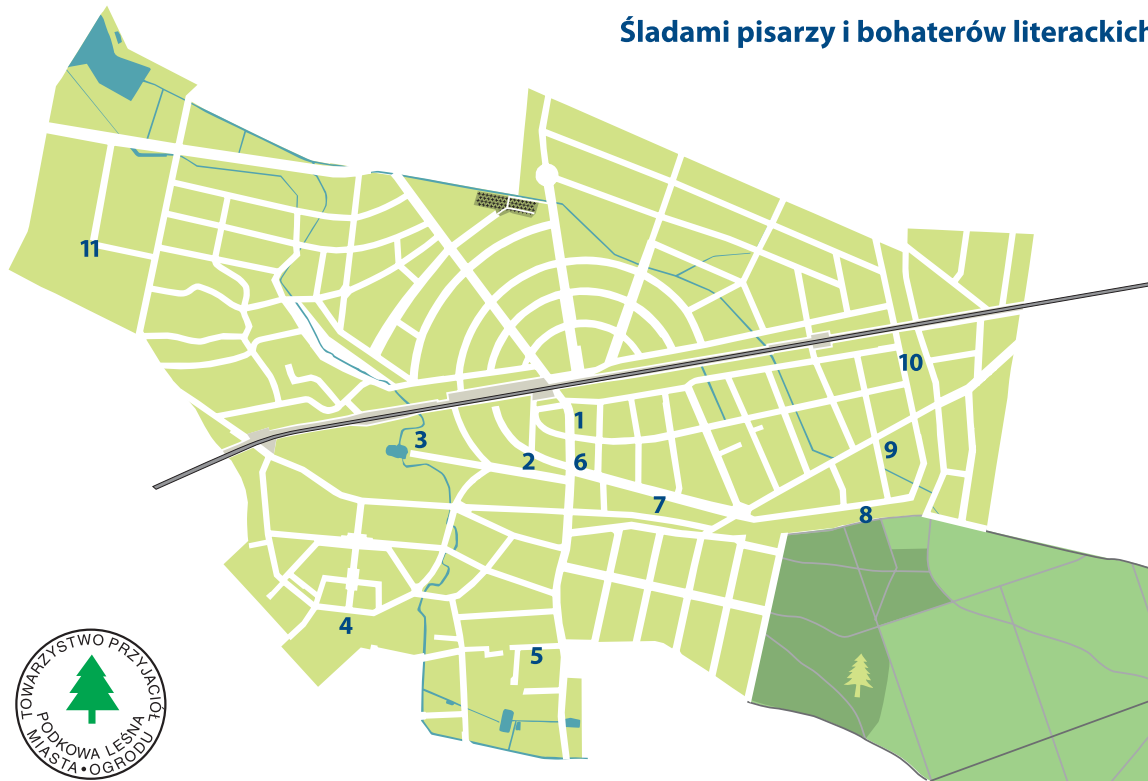 Śladami pisarzy i bohaterów literackich
11
10
1
3
9
2
6
7
8
4
5
TOWARZYSTWO PRZYJACIÓŁ
MIASTA • OGRODU
PODKOWA LEŚNA